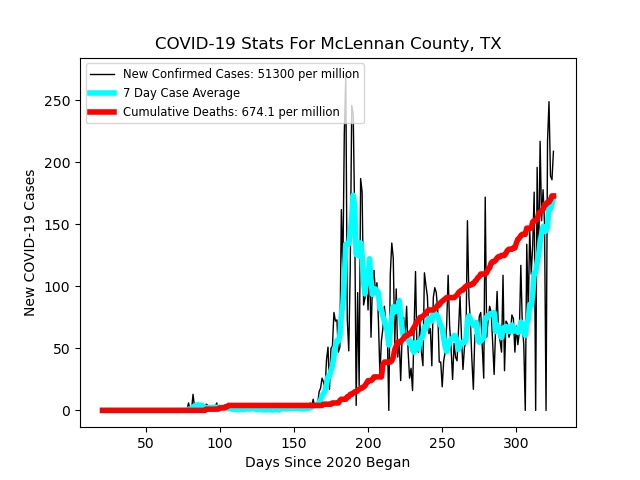 COVID-19 Stats For McLennan County, TX
New Confirmed Cases: 51300 per million
7 Day Case Average
Cumulative Deaths: 674.1 per million
New COVID-19 Cases
250
200
150
100
50
0
50 100 150 200 250 300
Days Since 2020 Began